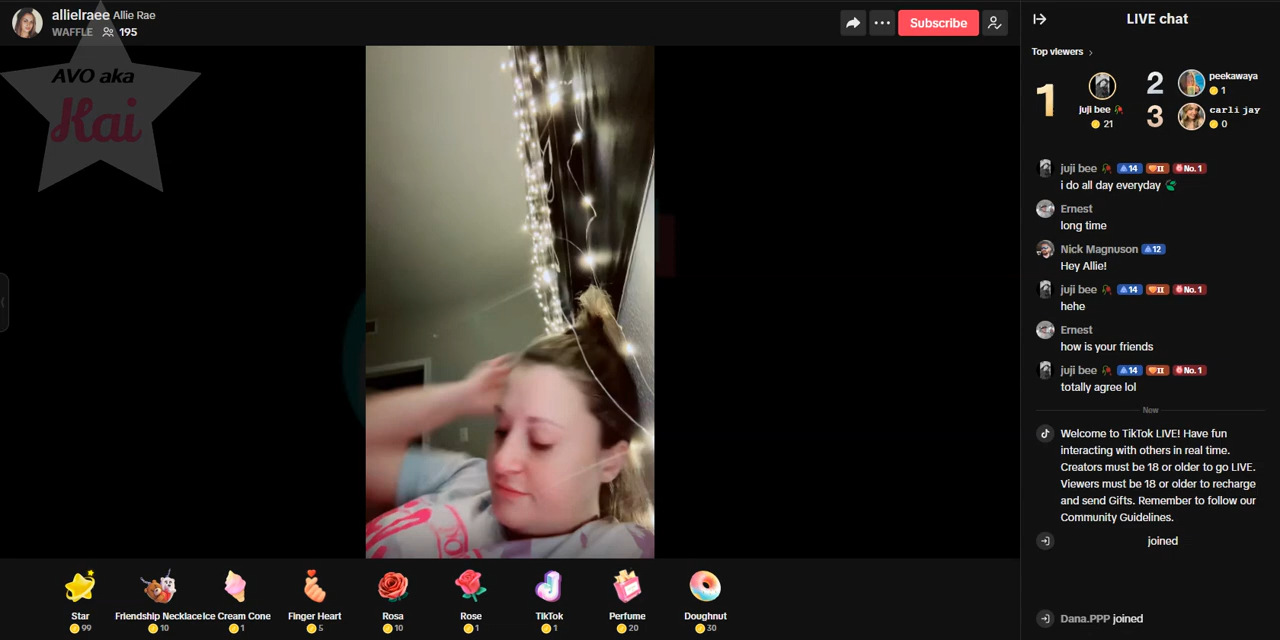 allielraee Allie Rae
WAFFLE 195
AVO aka
Kai
Subscribe
LIVE chat
Top viewers
1
juji bee
21
2
peekawaya
1
3
carli jay
0
juji bee 14 II No. 1
i do all day everyday
Ernest
long time
Nick Magnuson 12
Hey Allie!
juji bee 14 II No. 1
hehe
Ernest
how is your friends
juji bee 14 II No. 1
totally agree lol
Now
Welcome to TikTok LIVE! Have fun
interacting with others in real time.
Creators must be 18 or older to go LIVE.
Viewers must be 18 or older to recharge
and send Gifts. Remember to follow our
Community Guidelines.
joined
Dana.PPP joined
Star
99
Friendship Necklace
10
Ice Cream Cone
1
Finger Heart
5
Rosa
10
Rose
1
TikTok
1
Perfume
20
Doughnut
30